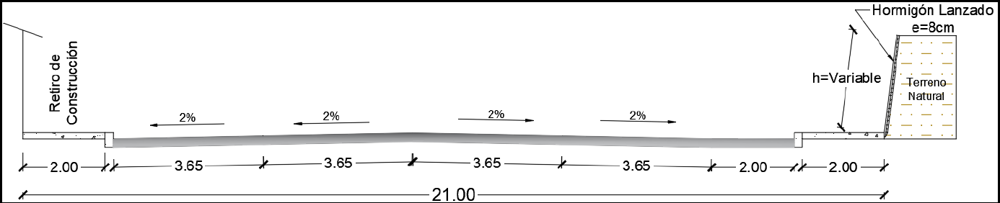 Hormigón Lanzado
e=8cm
Retiro de
Construcción
h=Variable
Terreno
Natural
2%
2%
2%
2%
2.00
3.65
3.65
3.65
3.65
2.00
2.00
21.00